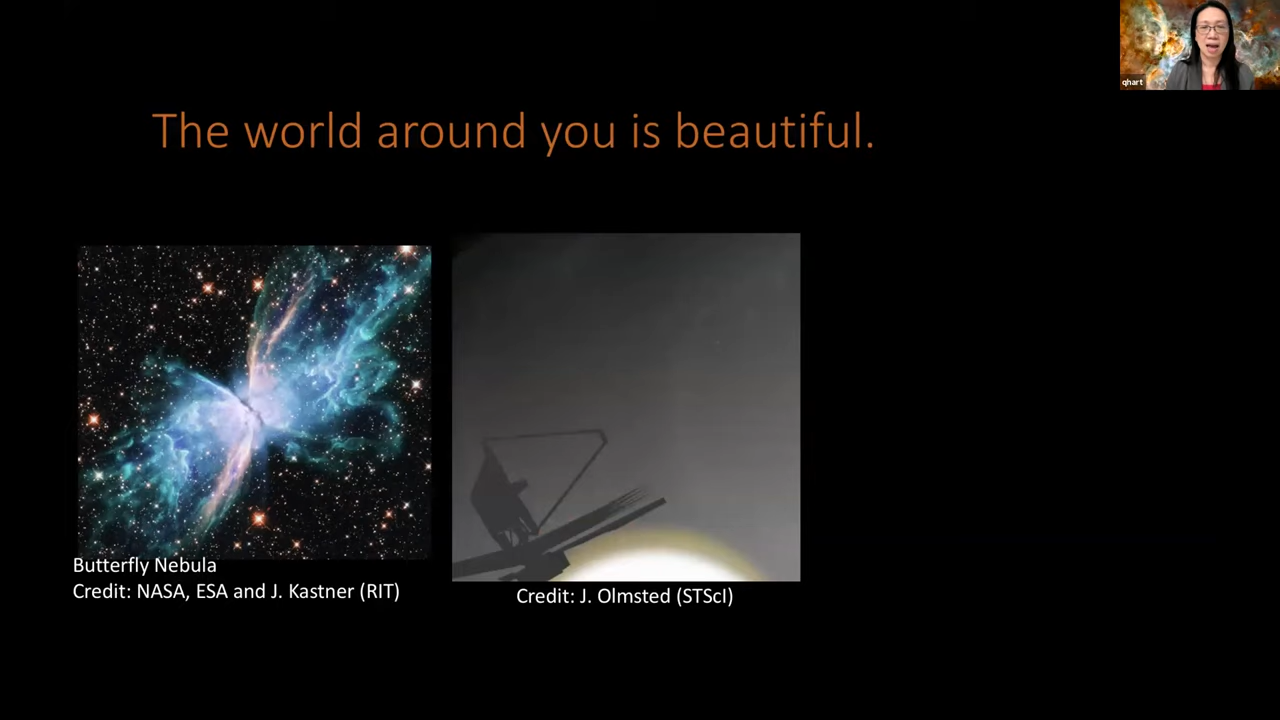 qhart
The world around you is beautiful.
Butterfly Nebula
Credit: NASA, ESA and J. Kastner (RIT)
Credit: J. Olmsted (STScI)